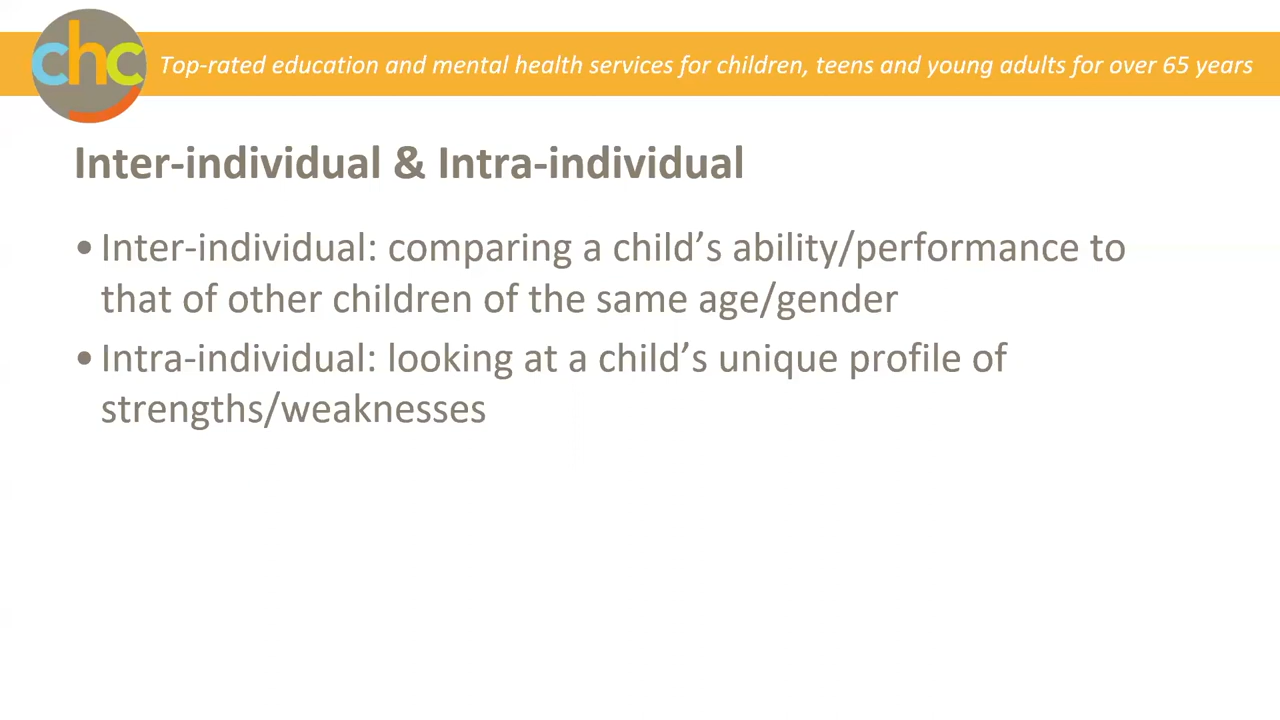 chc
Top-rated education and mental health services for children, teens and young adults for over 65 years
Inter-individual & Intra-individual
• Inter-individual: comparing a child’s ability/performance to
that of other children of the same age/gender
• Intra-individual: looking at a child’s unique profile of
strengths/weaknesses